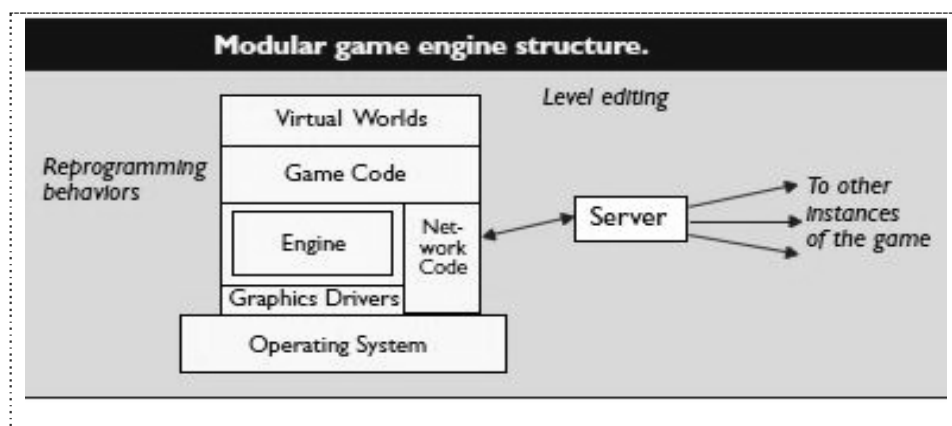 Modular game engine structure.
Level editing
Virtual Worlds
Reprogramming
behaviors
Game Code
To other
instances
of the game
Server
Engine
Net-
work
Code
Graphics Drivers
Operating System